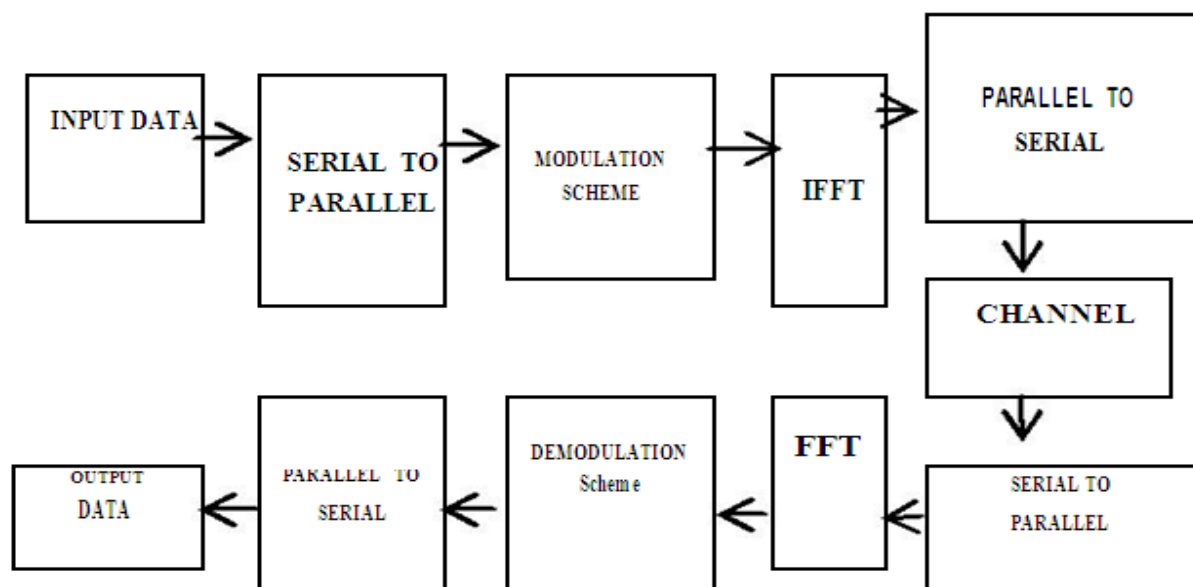 INPUT DATA
SERIAL TO
PARALLEL
MODULATION
SCHEME
IFFT
PARALLEL TO
SERIAL
CHANNEL
SERIAL TO
PARALLEL
FFT
DEMODULATION
Scheme
PARALLEL TO
SERIAL
OUTPUT
DATA